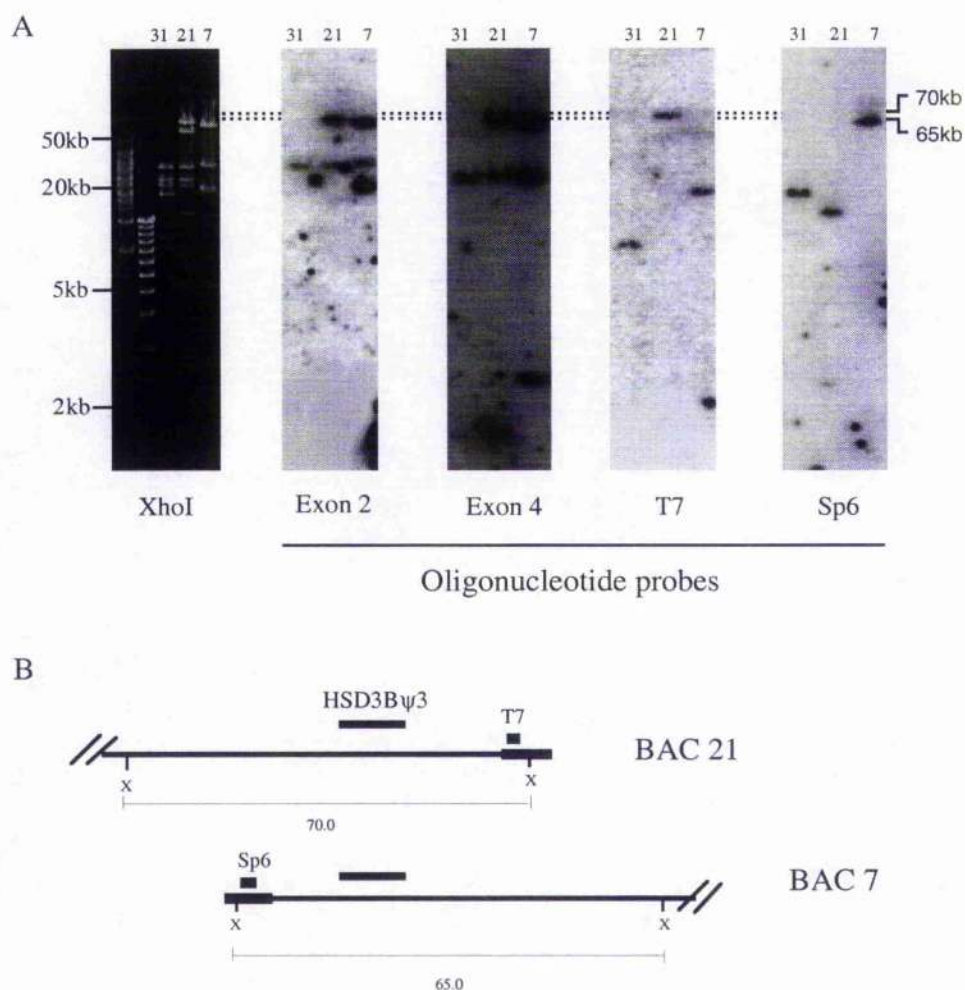 A
31 21 7
31 21 7
31 21 7
31 21 7
31 7
50kb
20kb
5kb
2kb
70kb
65kb
XhoI
Exon 2
Exon 4
T7
Sp6
Oligonucleotide probes
B
HSD3Bψ3
T7
BAC 21
x
x
70.0
Sp6
BAC 7
x
x
65.0